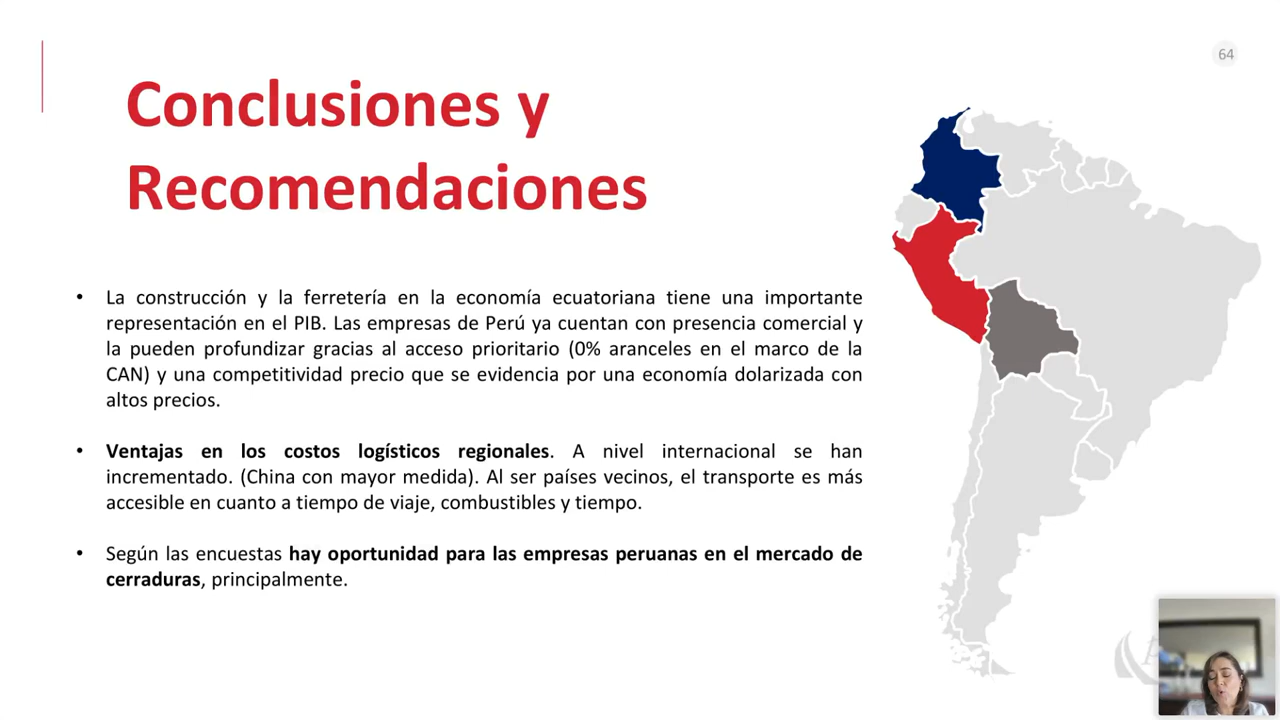 64
Conclusiones y
Recomendaciones
• La construcción y la ferretería en la economía ecuatoriana tiene una importante
representación en el PIB. Las empresas de Perú ya cuentan con presencia comercial y
la pueden profundizar gracias al acceso prioritario (0% aranceles en el marco de la
CAN) y una competitividad precio que se evidencia por una economía dolarizada con
altos precios.
• Ventajas en los costos logísticos regionales. A nivel internacional se han
incrementado. (China con mayor medida). Al ser países vecinos, el transporte es más
accesible en cuanto a tiempo de viaje, combustibles y tiempo.
• Según las encuestas hay oportunidad para las empresas peruanas en el mercado de
cerraduras, principalmente.